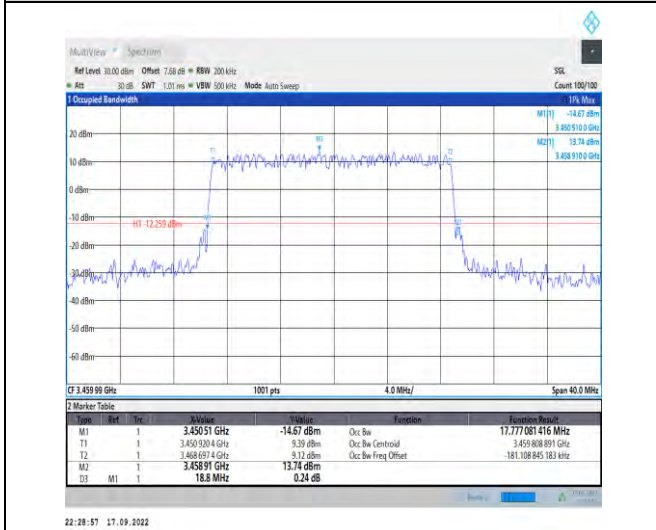 MultiView Spectrum
Ref Level 30.00 dBm Offset 7.68 dB RBW 200 kHz SGL
Att 30 dB SWT 1.01 ms VBW 500 kHz Mode Auto Sweep Count 100/100
1 Occupied Bandwidth 1Pk Max
M1[1] -14.67 dBm
3.450 510 0 GHz
20 dBm
M2[1] 13.74 dBm
3.458 910 0 GHz
10 dBm
0 dBm
-10 dBm
H1 -12.259 dBm
-20 dBm
-30 dBm
-40 dBm
-50 dBm
-60 dBm
CF 3.459 99 GHz 1001 pts 4.0 MHz/ Span 40.0 MHz
2 Marker Table
Type Ref Trc X-Value Y-Value Function Function Result
M1 1 3.450 51 GHz -14.67 dBm Occ Bw 17.777 081 416 MHz
T1 1 3.450 920 4 GHz 9.39 dBm Occ Bw Centroid 3.459 808 891 GHz
T2 1 3.468 697 4 GHz 9.12 dBm Occ Bw Freq Offset -181.108 845 183 kHz
M2 1 3.458 91 GHz 13.74 dBm
D3 M1 1 18.8 MHz 0.24 dB
22:28:57 17.09.2022